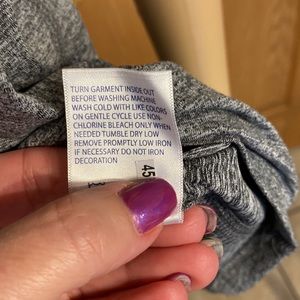 TURN GARMENT INSIDE OUT
BEFORE WASHING MACHINE
WASH COLD WITH LIKE COLORS
ON GENTLE CYCLE USE NON-
CHLORINE BLEACH ONLY WHEN
NEEDED TUMBLE DRY LOW
REMOVE PROMPTLY LOW IRON
IF NECESSARY DO NOT IRON
DECORATION
45